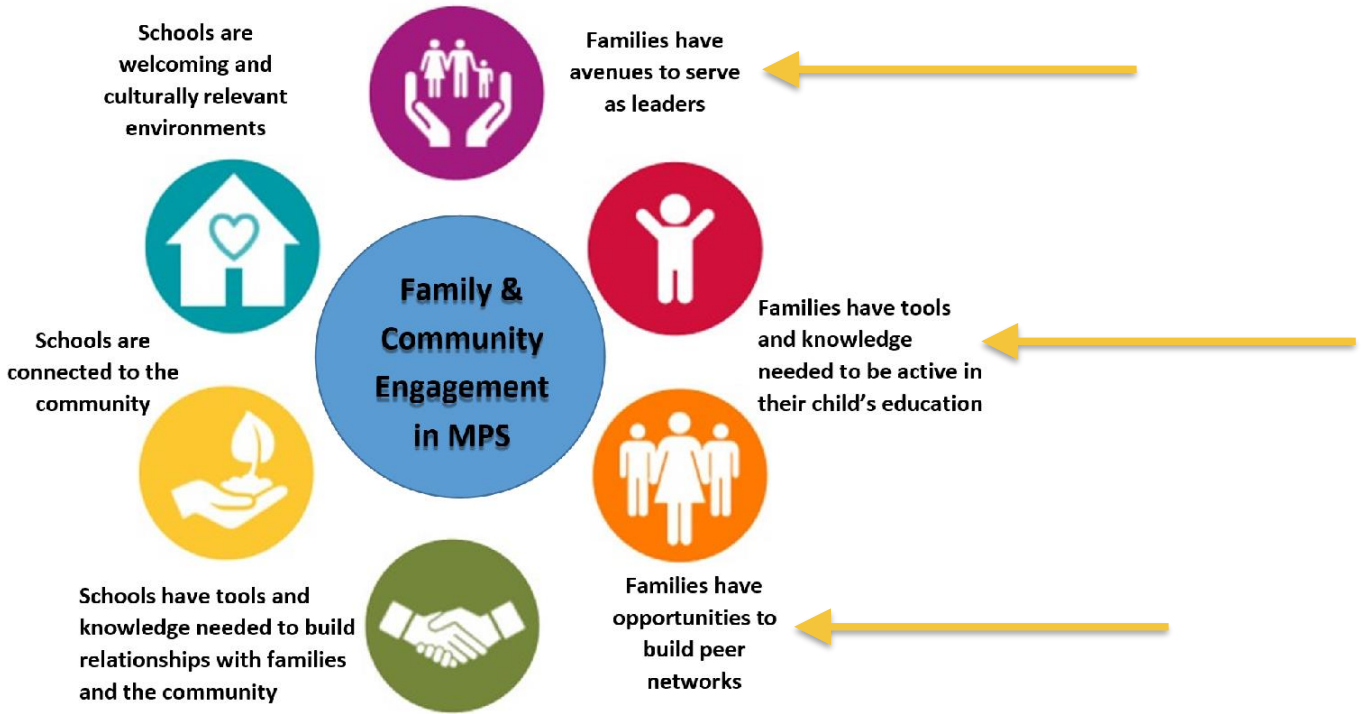 Schools are
welcoming and
culturally relevant
environments
Families have
avenues to serve
as leaders
Family &
Community
Engagement
in MPS
Families have tools
and knowledge
needed to be active in
their child's education
Schools are
connected to the
community
Schools have tools and
knowledge needed to build
relationships with families
and the community
Families have
opportunities to
build peer
networks